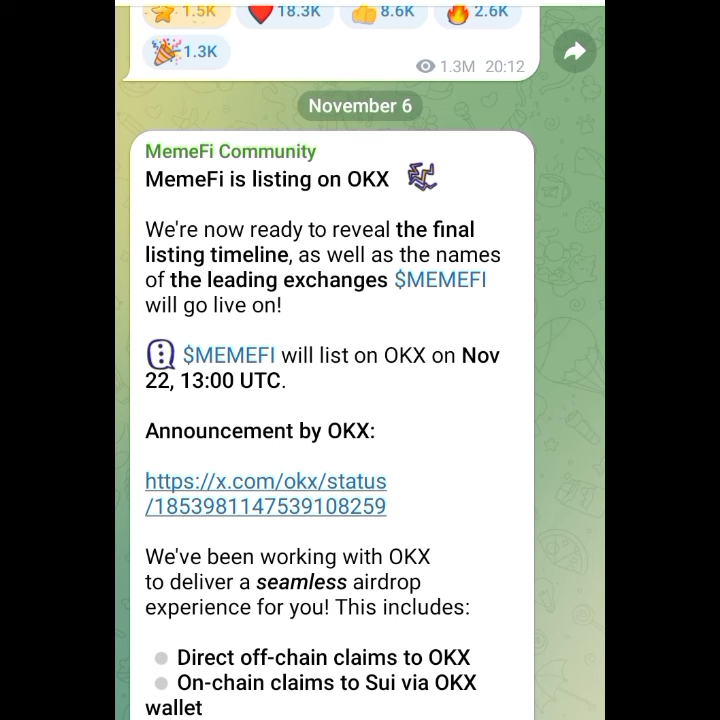 1.5K 18.3K 8.6K 2.6K
1.3K
1.3M 20:12
November 6
MemeFi Community
MemeFi is listing on OKX
We're now ready to reveal the final
listing timeline, as well as the names
of the leading exchanges $MEMEFI
will go live on!
$MEMEFI will list on OKX on Nov
22, 13:00 UTC.
Announcement by OKX:
https://x.com/okx/status
/1853981147539108259
We've been working with OKX
to deliver a seamless airdrop
experience for you! This includes:
Direct off-chain claims to OKX
On-chain claims to Sui via OKX
wallet